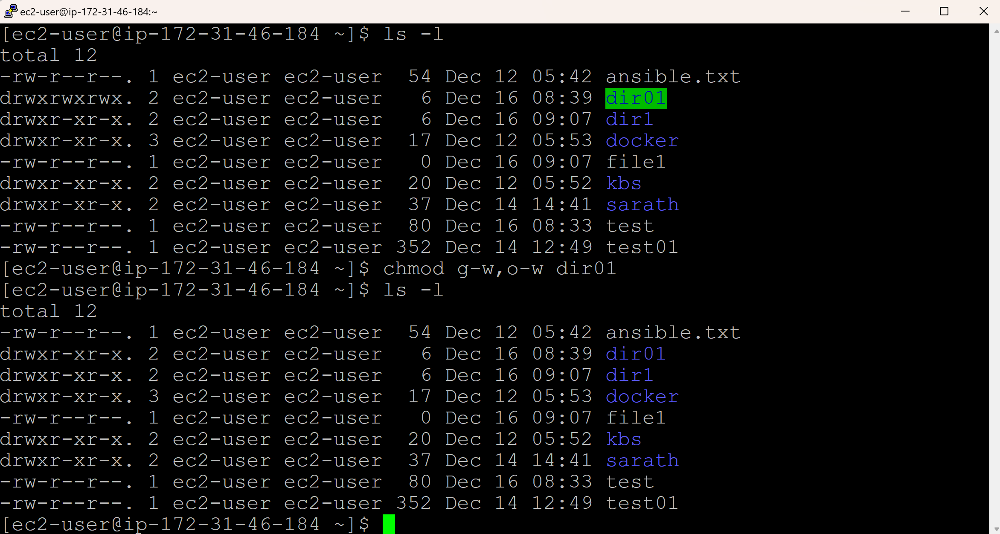 ec2-user@ip-172-31-46-184:~
[ec2-user@ip-172-31-46-184 ~]$ ls -l
total 12
-rw-r--r--. 1 ec2-user ec2-user  54 Dec 12 05:42 ansible.txt
drwxrwxrwx. 2 ec2-user ec2-user   6 Dec 16 08:39 dir01
drwxr-xr-x. 2 ec2-user ec2-user   6 Dec 16 09:07 dir1
drwxr-xr-x. 3 ec2-user ec2-user  17 Dec 12 05:53 docker
-rw-r--r--. 1 ec2-user ec2-user   0 Dec 16 09:07 file1
drwxr-xr-x. 2 ec2-user ec2-user  20 Dec 12 05:52 kbs
drwxr-xr-x. 2 ec2-user ec2-user  37 Dec 14 14:41 sarath
-rw-r--r--. 1 ec2-user ec2-user  80 Dec 16 08:33 test
-rw-r--r--. 1 ec2-user ec2-user 352 Dec 14 12:49 test01
[ec2-user@ip-172-31-46-184 ~]$ chmod g-w,o-w dir01
[ec2-user@ip-172-31-46-184 ~]$ ls -l
total 12
-rw-r--r--. 1 ec2-user ec2-user  54 Dec 12 05:42 ansible.txt
drwxr-xr-x. 2 ec2-user ec2-user   6 Dec 16 08:39 dir01
drwxr-xr-x. 2 ec2-user ec2-user   6 Dec 16 09:07 dir1
drwxr-xr-x. 3 ec2-user ec2-user  17 Dec 12 05:53 docker
-rw-r--r--. 1 ec2-user ec2-user   0 Dec 16 09:07 file1
drwxr-xr-x. 2 ec2-user ec2-user  20 Dec 12 05:52 kbs
drwxr-xr-x. 2 ec2-user ec2-user  37 Dec 14 14:41 sarath
-rw-r--r--. 1 ec2-user ec2-user  80 Dec 16 08:33 test
-rw-r--r--. 1 ec2-user ec2-user 352 Dec 14 12:49 test01
[ec2-user@ip-172-31-46-184 ~]$